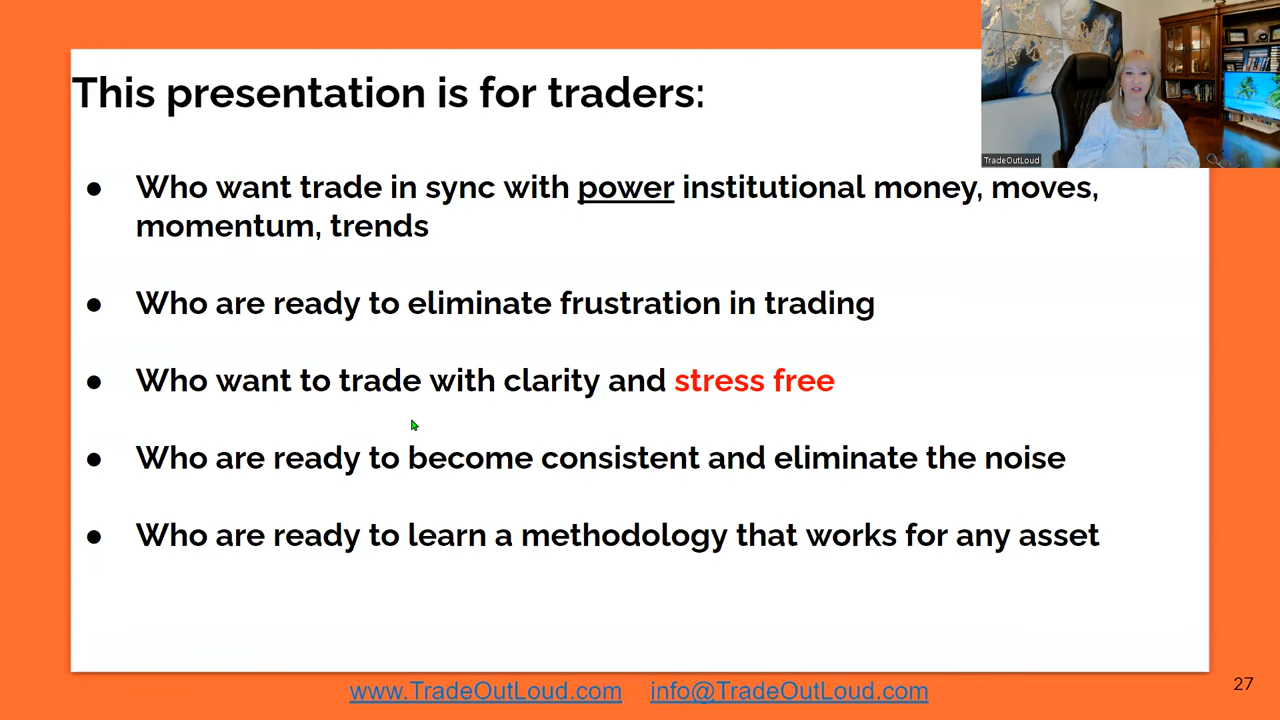 This presentation is for traders:
TradeOutLoud
● Who want trade in sync with power institutional money, moves,
momentum, trends
● Who are ready to eliminate frustration in trading
● Who want to trade with clarity and stress free
● Who are ready to become consistent and eliminate the noise
● Who are ready to learn a methodology that works for any asset
www.TradeOutLoud.com info@TradeOutLoud.com
27